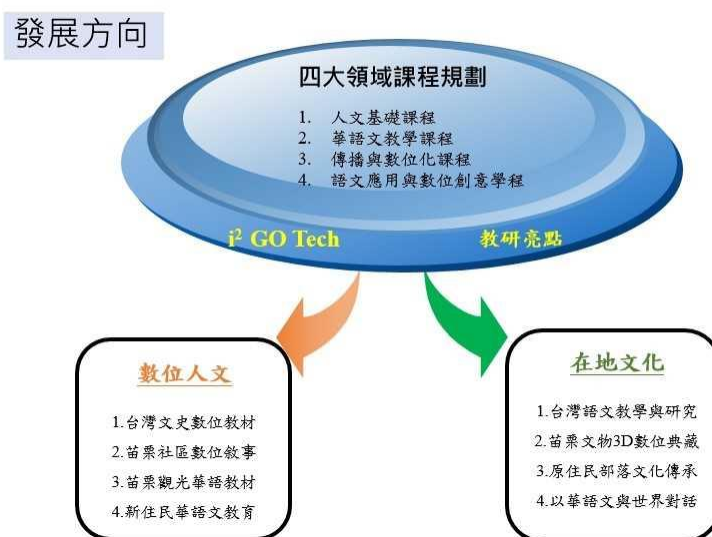 發展方向
四大領域課程規劃
1. 人文基礎課程
2. 華語文教學課程
3. 傳播與數位化課程
4. 語文應用與數位創意學程
i² GO Tech
教研亮點
數位人文
1.台灣文史數位教材
2.苗栗社區數位敘事
3.苗栗觀光華語教材
4.新住民華語文教育
在地文化
1.台灣語文教學與研究
2.苗栗文物3D數位典藏
3.原住民部落文化傳承
4.以華語文與世界對話